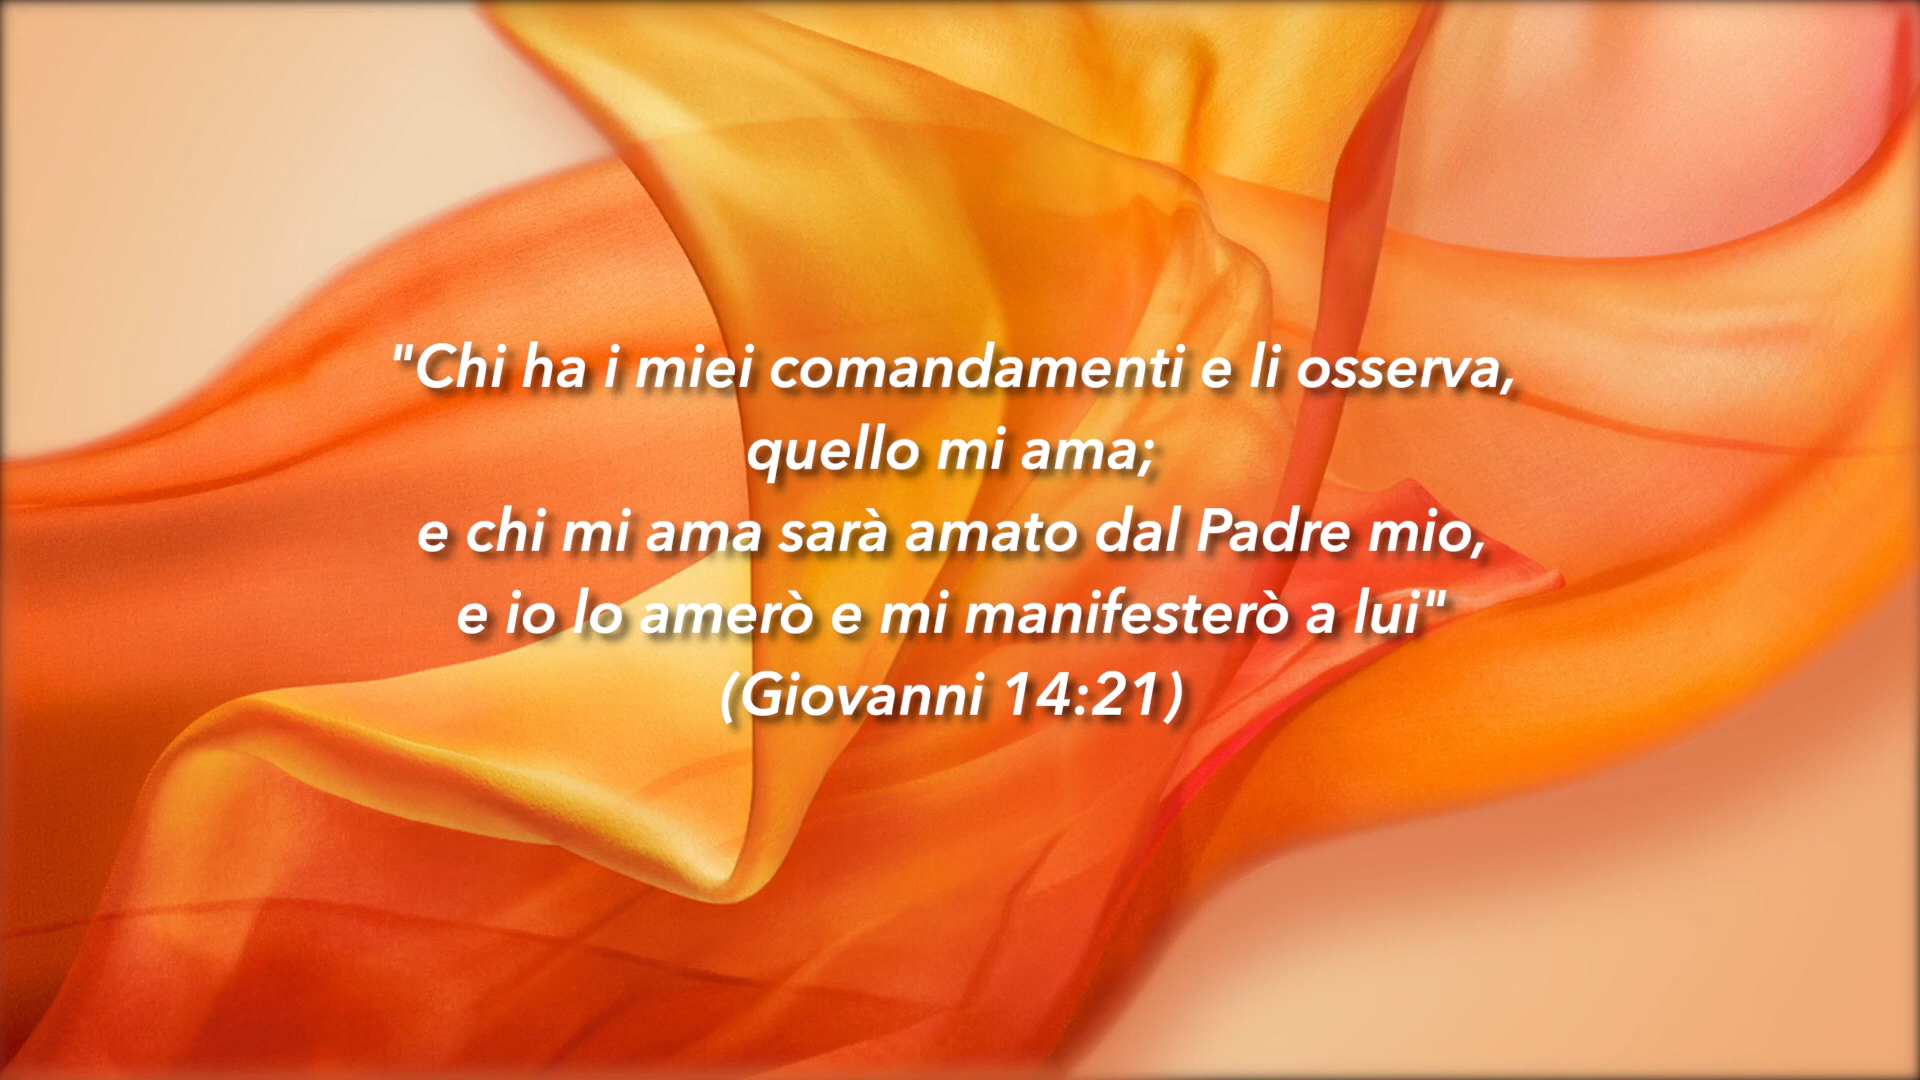 "Chi ha i miei comandamenti e li osserva,
quello mi ama;
e chi mi ama sarà amato dal Padre mio,
e io lo amerò e mi manifesterò a lui"
(Giovanni 14:21)